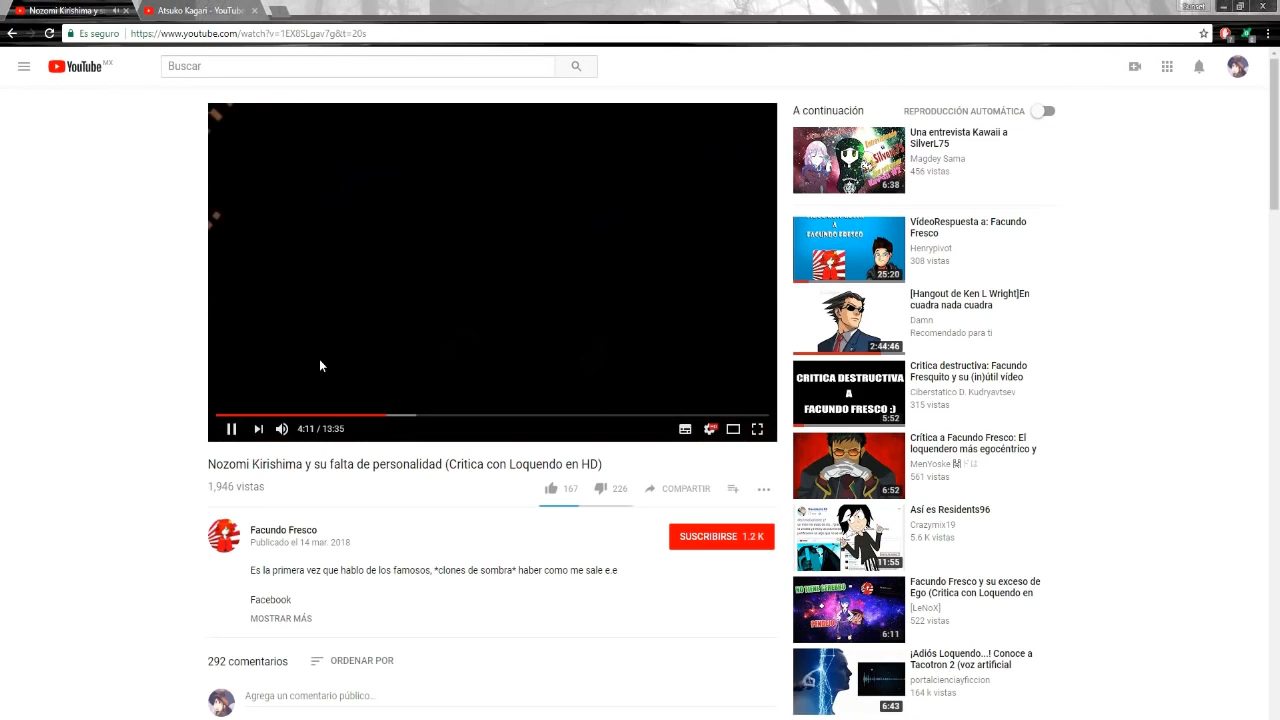 Nozomi Kirishima y s
Atsuko Kagari - YouTub
Sunset
Es seguro
https://www.youtube.com/watch?v=1EX8SLgav7g&t=20s
YouTube MX
Buscar
4:11 / 13:35
HD
Nozomi Kirishima y su falta de personalidad (Critica con Loquendo en HD)
1,946 vistas
167
226
COMPARTIR
Facundo Fresco
Publicado el 14 mar. 2018
SUSCRIBIRSE 1.2 K
Es la primera vez que hablo de los famosos, *clones de sombra* haber como me sale e.e
Facebook
MOSTRAR MÁS
292 comentarios
ORDENAR POR
Agrega un comentario público...
A continuación
REPRODUCCIÓN AUTOMÁTICA
6:38
Una entrevista Kawaii a
SilverL75
Magdey Sama
456 vistas
A
FACUNDO FRESCO
25:20
VídeoRespuesta a: Facundo
Fresco
Henrypivot
308 vistas
2:44:46
[Hangout de Ken L Wright]En
cuadra nada cuadra
Damn
Recomendado para ti
CRITICA DESTRUCTIVA
A
FACUNDO FRESCO :)
5:52
Critica destructiva: Facundo
Fresquito y su (in)útil video
Ciberstatico D. Kudryavtsev
315 vistas
6:52
Crítica a Facundo Fresco: El
loquendero más egocéntrico y
MenYoske
561 vistas
11:55
Así es Residents96
Crazymix19
5.6 K vistas
6:11
Facundo Fresco y su exceso de
Ego (Critica con Loquendo en
[LeNoX]
522 vistas
6:43
¡Adiós Loquendo...! Conoce a
Tacotron 2 (voz artificial
portalcienciayficcion
164 k vistas